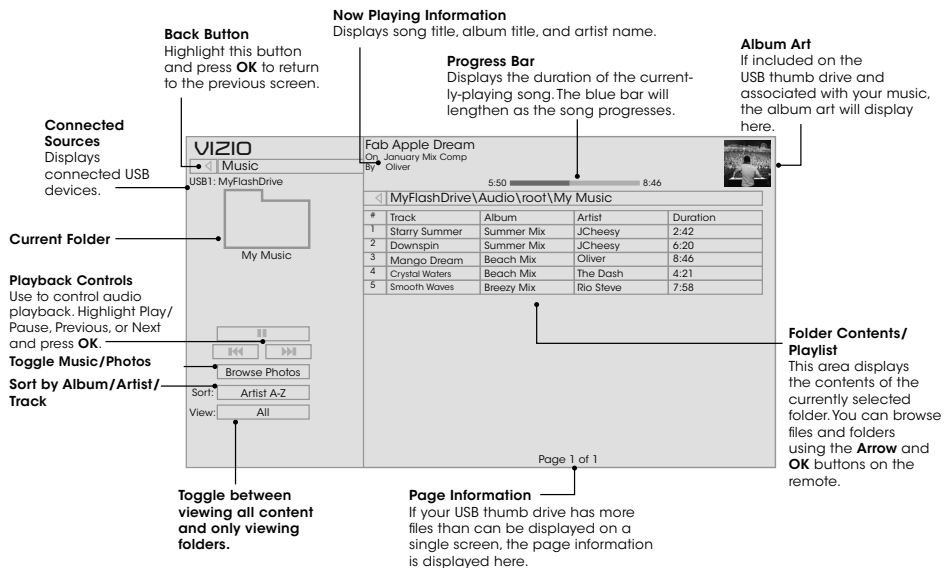 Now Playing Information
Displays song title, album title, and artist name.
Back Button
Highlight this button
and press OK to return
to the previous screen.
Progress Bar
Displays the duration of the current-
ly-playing song. The blue bar will
lengthen as the song progresses.
Album Art
If included on the
USB thumb drive and
associated with your music,
the album art will display
here.
Connected
Sources
Displays
connected USB
devices.
Current Folder
Playback Controls
Use to control audio
playback. Highlight Play/
Pause, Previous, or Next
and press OK.
Toggle Music/Photos
Sort by Album/Artist/
Track
VIZIO
Music
USB1: MyFlashDrive
My Music
Browse Photos
Sort: Artist A-Z
View: All
Fab Apple Dream
On January Mix Comp
By Oliver
5:50 8:46
MyFlashDrive\Audio\root\My Music
# Track Album Artist Duration
1 Starry Summer Summer Mix JCheesy 2:42
2 Downspin Summer Mix JCheesy 6:20
3 Mango Dream Beach Mix Oliver 8:46
4 Crystal Waters Beach Mix The Dash 4:21
5 Smooth Waves Breezy Mix Rio Steve 7:58
Page 1 of 1
Folder Contents/
Playlist
This area displays
the contents of the
currently selected
folder. You can browse
files and folders
using the Arrow and
OK buttons on the
remote.
Toggle between
viewing all content
and only viewing
folders.
Page Information
If your USB thumb drive has more
files than can be displayed on a
single screen, the page information
is displayed here.